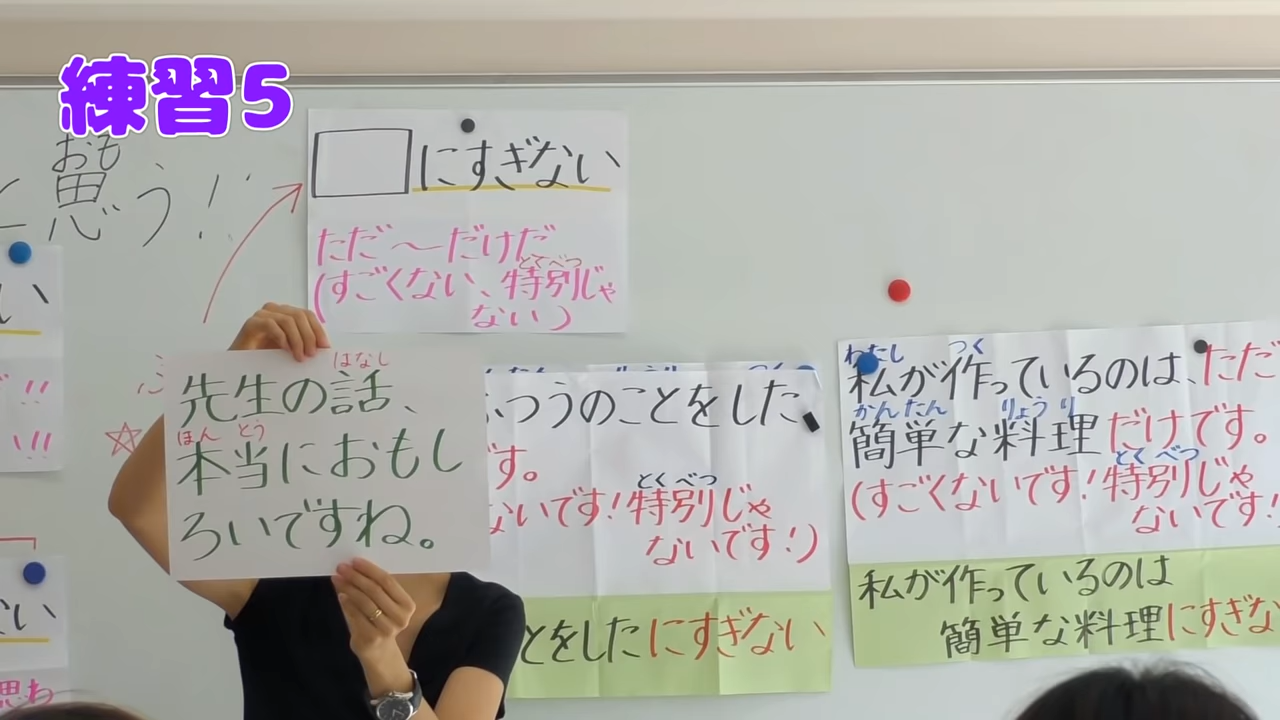 練習5
おも
と思う!!
□にすぎない
ただ〜だけだ
とくべつ
(すごくない、特別じゃ
ない)
はなし
先生の話、
ほん とう
本当におもし
ろいですね。
ふつうのことをした、
す。
とくべつ
ないです!特別じゃ
ないです!)
とをしたにすぎない
わたし つく
私が作っているのは、ただ
かんたん りょうり
簡単な料理だけです。
とくべつ
(すごくないです!特別じゃ
ないです!
私が作っているのは
簡単な料理にすぎな
い
!!
い!!
ない
思わ